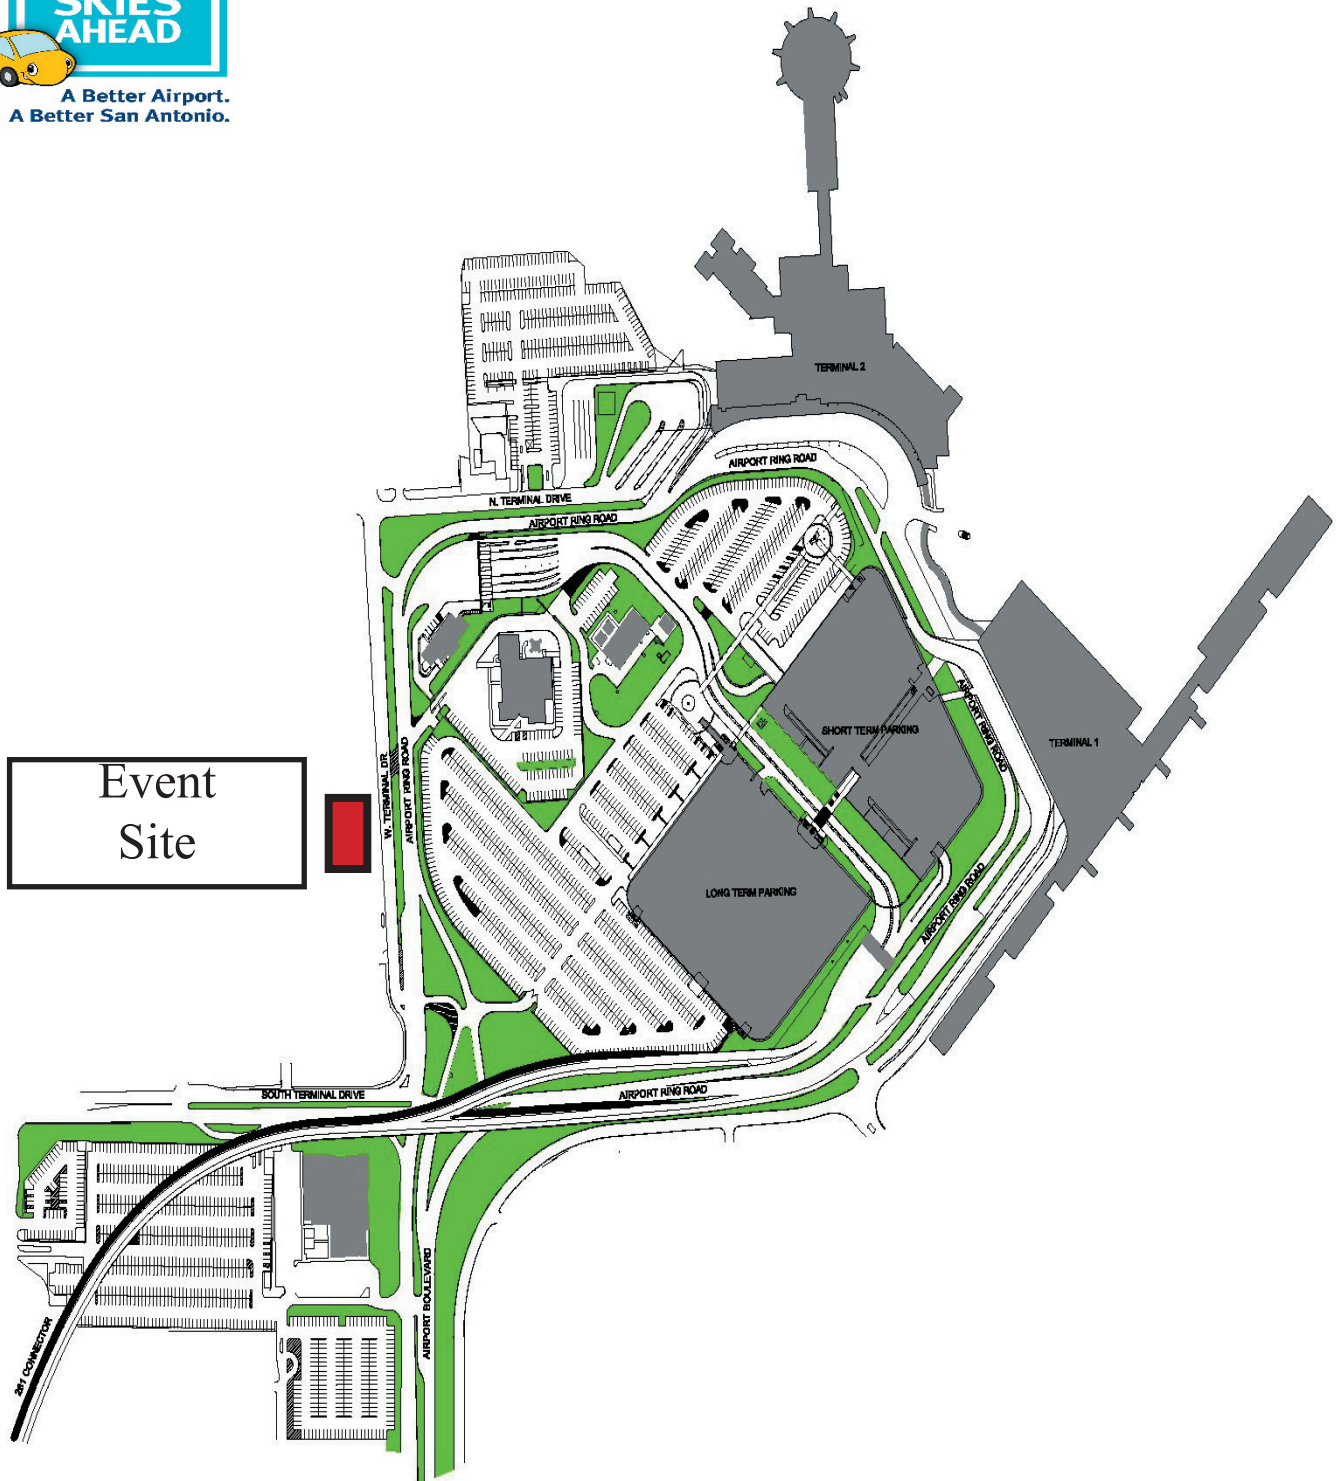 SKIES
AHEAD
A Better Airport.
A Better San Antonio.
TERMINAL 2
AIRPORT RING ROAD
N. TERMINAL DRIVE
AIRPORT RING ROAD
AIRPORT RING ROAD
SHORT TERM PARKING
TERMINAL 1
W. TERMINAL DR
AIRPORT RING ROAD
Event
Site
LONG TERM PARKING
AIRPORT RING ROAD
SOUTH TERMINAL DRIVE
AIRPORT RING ROAD
AIRPORT BOULEVARD
281 CONNECTOR